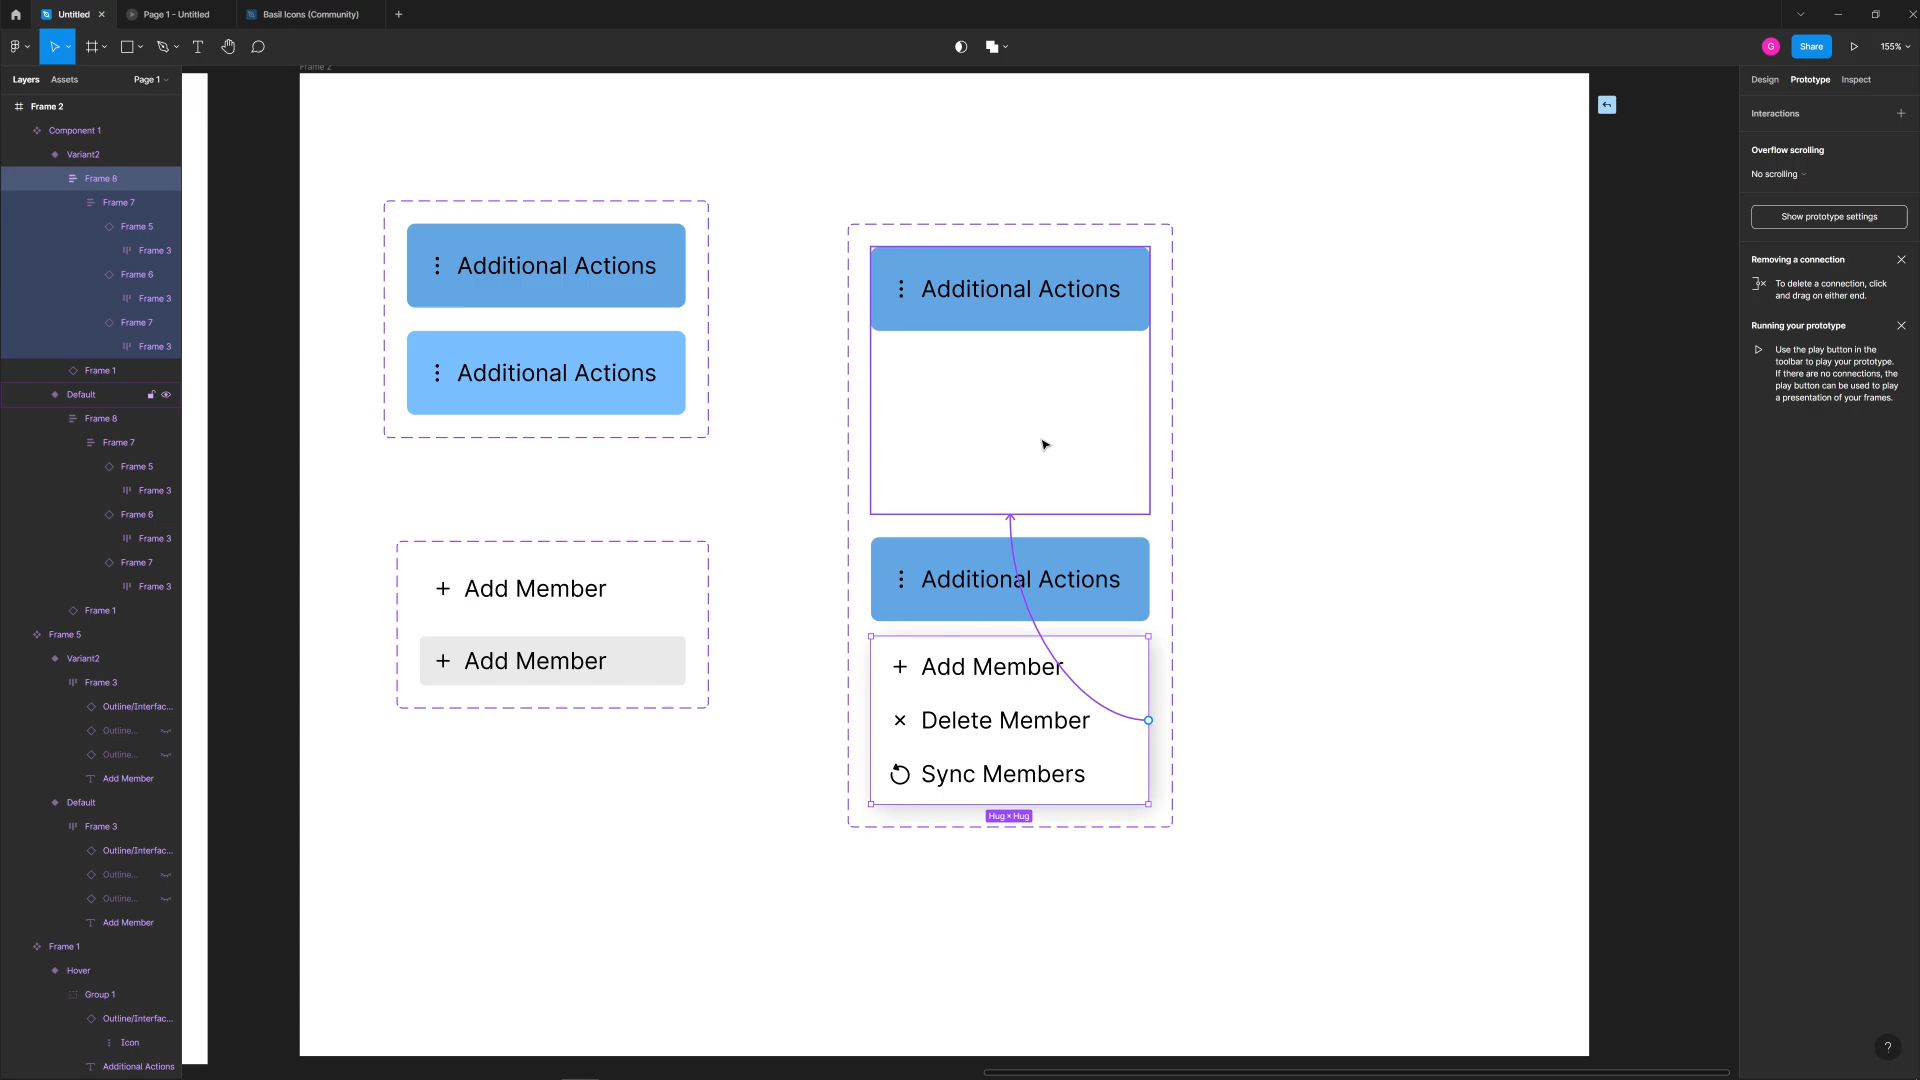 Untitled
Page 1 - Untitled
Basil Icons (Community)
Share
155%
Layers
Assets
Page 1
Frame 2
Component 1
Variant2
Frame 8
Frame 7
Frame 5
Frame 3
Frame 6
Frame 3
Frame 7
Frame 3
Frame 1
Default
Frame 8
Frame 7
Frame 5
Frame 3
Frame 6
Frame 3
Frame 7
Frame 3
Frame 1
Frame 5
Variant2
Frame 3
Outline/Interfac...
Outline...
Outline...
Add Member
Default
Frame 3
Outline/Interfac...
Outline...
Outline...
Add Member
Frame 1
Hover
Group 1
Outline/Interfac...
Icon
Additional Actions
Frame 2
Additional Actions
Additional Actions
Add Member
Add Member
Additional Actions
Additional Actions
Add Member
Delete Member
Sync Members
Hug × Hug
G
Design
Prototype
Inspect
Interactions
Overflow scrolling
No scrolling
Show prototype settings
Removing a connection
To delete a connection, click
and drag on either end.
Running your prototype
Use the play button in the
toolbar to play your prototype.
If there are no connections, the
play button can be used to play
a presentation of your frames.
?